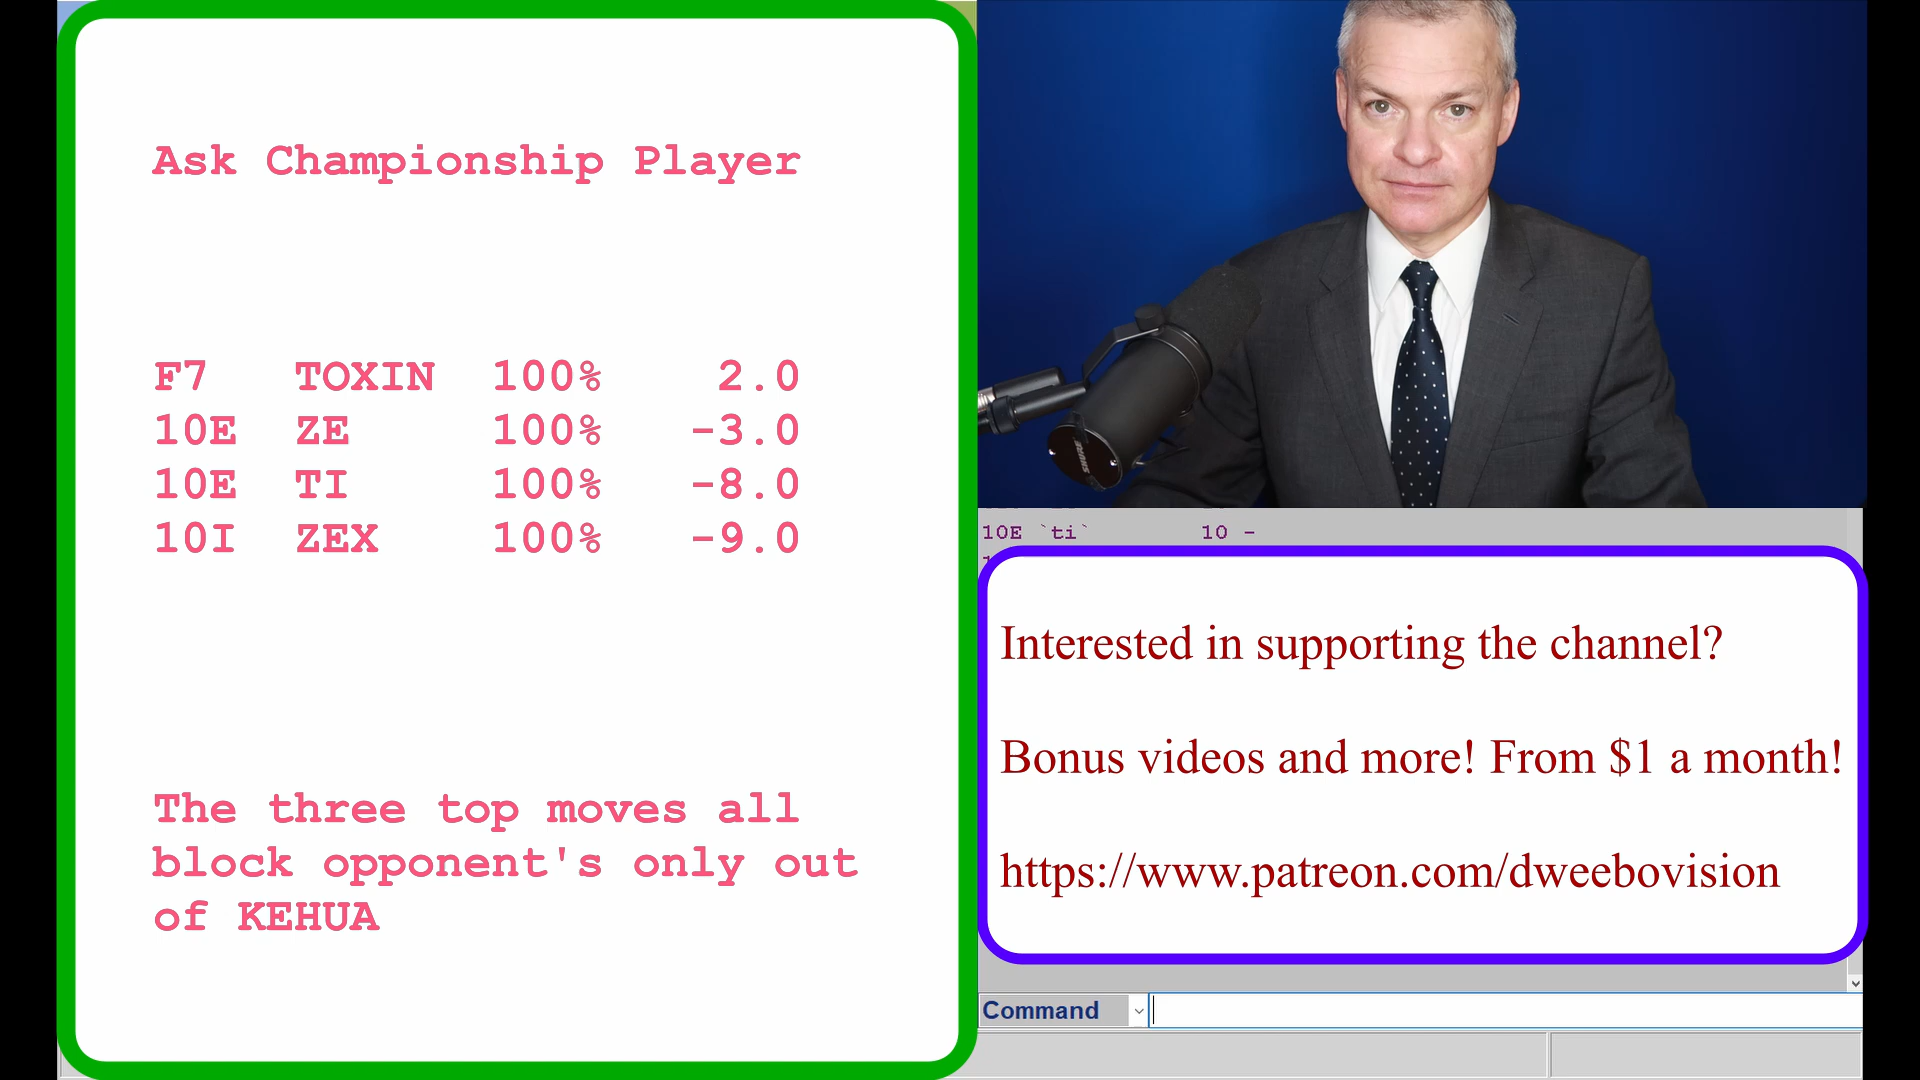 Ask Championship Player
F7 TOXIN 100% 2.0
10E ZE 100% -3.0
10E TI 100% -8.0
10I ZEX 100% -9.0
The three top moves all
block opponent's only out
of KEHUA
10E `ti` 10 -
Interested in supporting the channel?
Bonus videos and more! From $1 a month!
https://www.patreon.com/dweebovision
Command